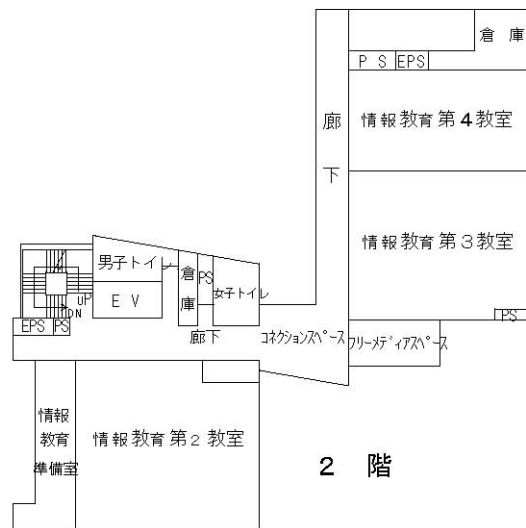 倉庫
PS
EPS
廊下
情報教育第4教室
情報教育第3教室
男子トイレ
倉庫
PS
女子トイレ
EV
UP
DN
EPS
PS
PS
廊下
コネクションスペース
フリーメディアスペース
情報
教育
準備室
情報教育第2教室
2 階